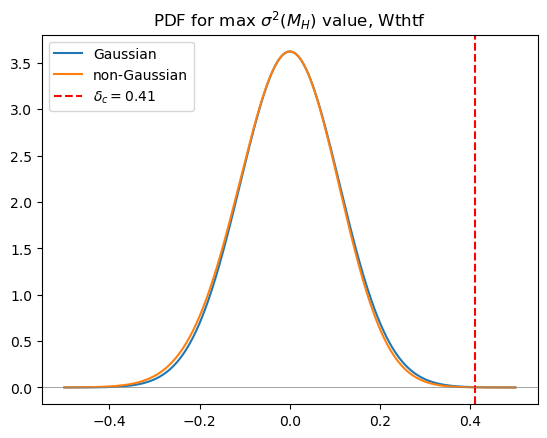 PDF for max σ²(M_H) value, Wthtf
Gaussian
non-Gaussian
δ_c = 0.41
3.5
3.0
2.5
2.0
1.5
1.0
0.5
0.0
−0.4 −0.2 0.0 0.2 0.4